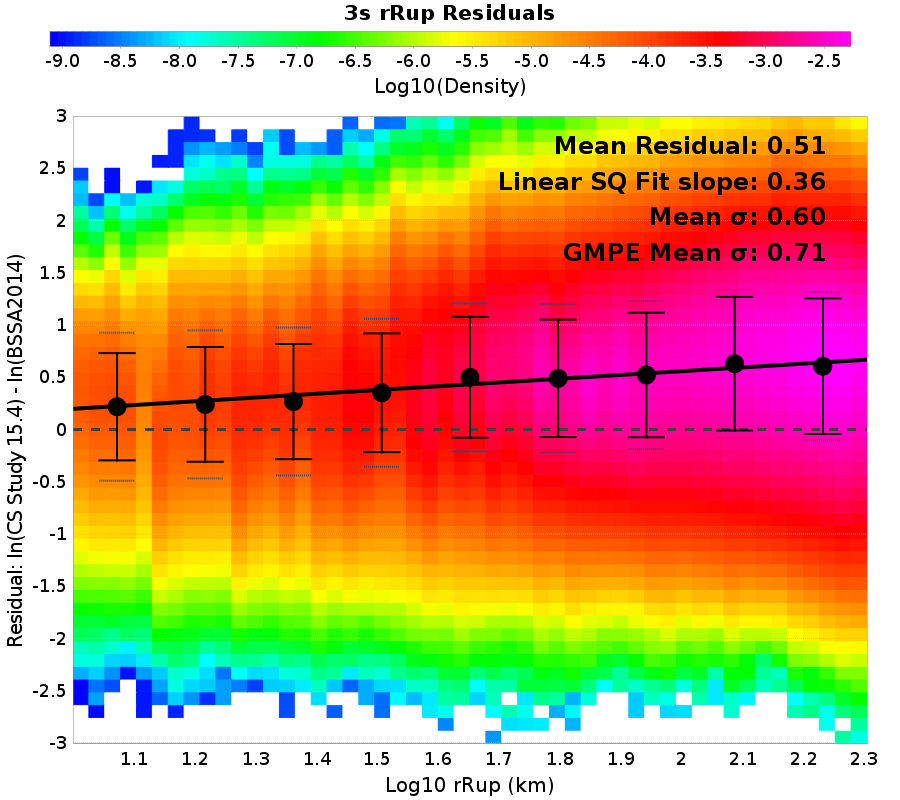 3s rRup Residuals
-9.0 -8.5 -8.0 -7.5 -7.0 -6.5 -6.0 -5.5 -5.0 -4.5 -4.0 -3.5 -3.0 -2.5
Log10(Density)
Mean Residual: 0.51
Linear SQ Fit slope: 0.36
Mean σ: 0.60
GMPE Mean σ: 0.71
Residual: ln(CS Study 15.4) - ln(BSSA2014)
3
2.5
2
1.5
1
0.5
0
-0.5
-1
-1.5
-2
-2.5
-3
1.1 1.2 1.3 1.4 1.5 1.6 1.7 1.8 1.9 2 2.1 2.2 2.3
Log10 rRup (km)